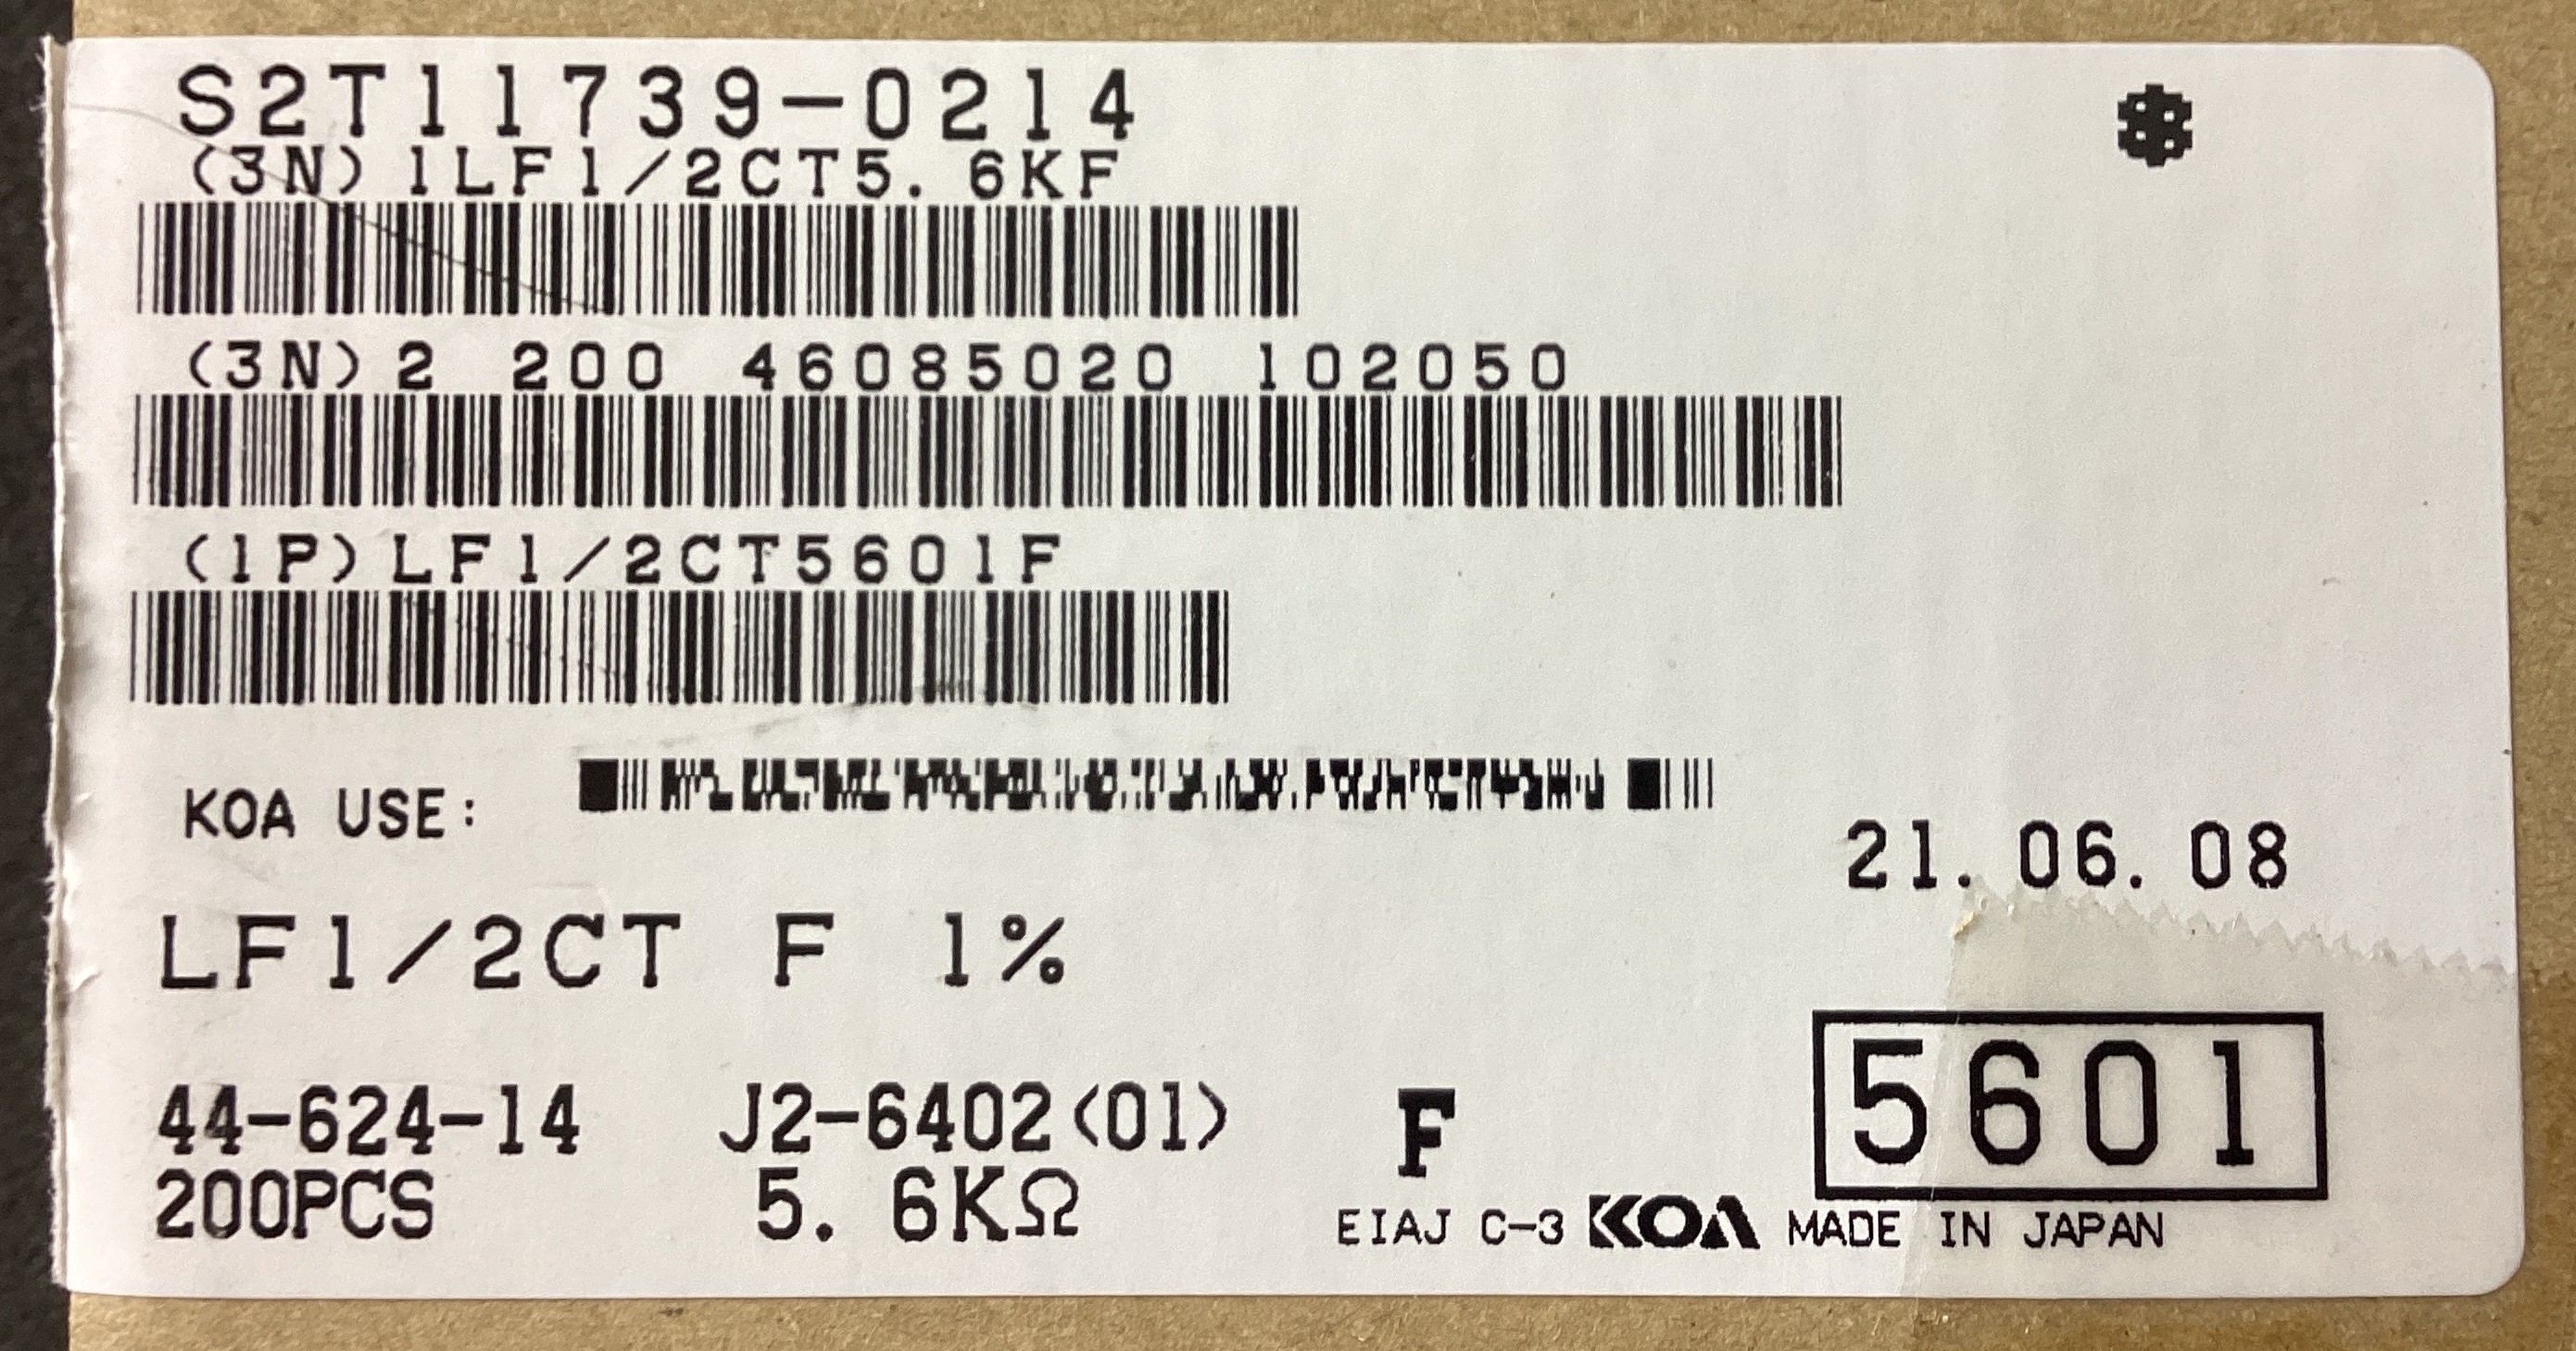 S2T11739-0214
(3N)1LF1/2CT5.6KF
(3N)2 200 46085020 102050
(1P)LF1/2CT5601F
KOA USE:
21.06.08
LF1/2CT F 1%
5601
44-624-14 J2-6402(01) F
200PCS 5.6KΩ
EIAJ C-3 KOA MADE IN JAPAN